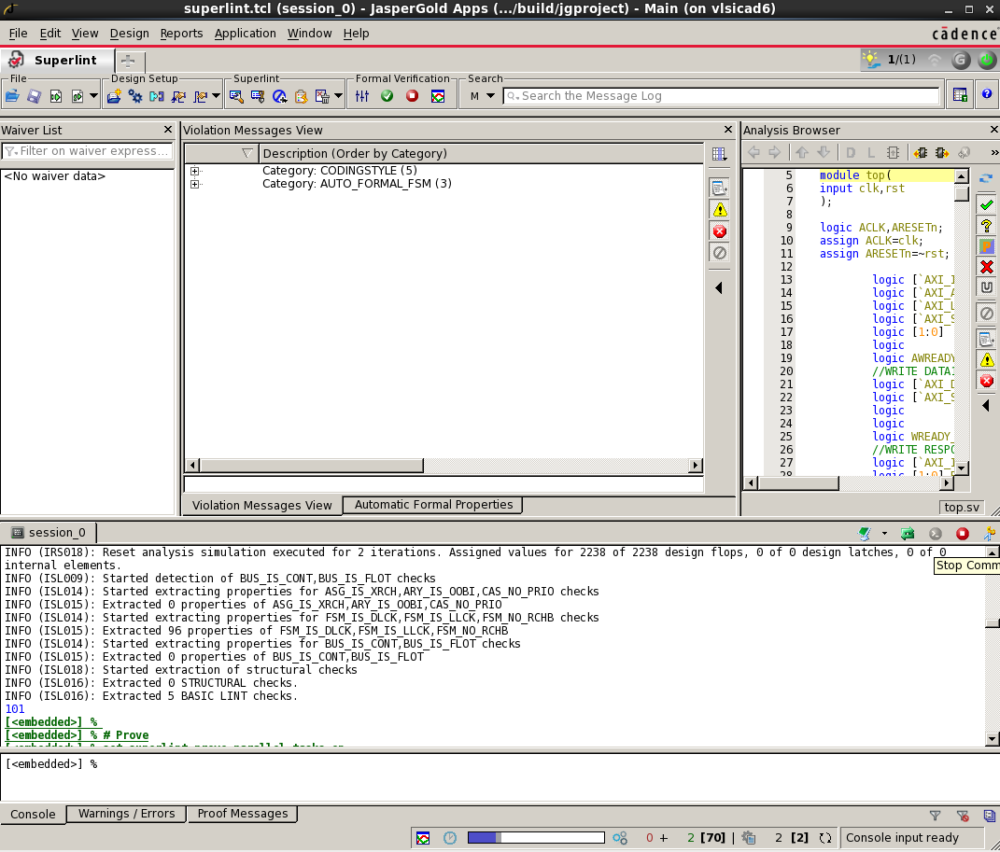 superlint.tcl (session_0) - JasperGold Apps (.../build/jgproject) - Main (on vlsicad6)
File Edit View Design Reports Application Window Help
cādence
Superlint
1/(1)
G
File Design Setup Superlint Formal Verification Search
M Search the Message Log
Waiver List
Filter on waiver express...
<No waiver data>
Violation Messages View
Description (Order by Category)
Category: CODINGSTYLE (5)
Category: AUTO_FORMAL_FSM (3)
Violation Messages View Automatic Formal Properties
Analysis Browser
D L
5 module top(
6 input clk,rst
7 );
8
9 logic ACLK,ARESETn;
10 assign ACLK=clk;
11 assign ARESETn=~rst;
12
13 logic [`AXI_I
14 logic [`AXI_A
15 logic [`AXI_L
16 logic [`AXI_S
17 logic [1:0]
18 logic
19 logic AWREADY
20 //WRITE DATA1
21 logic [`AXI_D
22 logic [`AXI_S
23 logic
24 logic
25 logic WREADY_
26 //WRITE RESPO
27 logic [`AXI_I
28 logic [1:0]
top.sv
session_0
INFO (IRS018): Reset analysis simulation executed for 2 iterations. Assigned values for 2238 of 2238 design flops, 0 of 0 design latches, 0 of 0
internal elements.
Stop Comm
INFO (ISL009): Started detection of BUS_IS_CONT,BUS_IS_FLOT checks
INFO (ISL014): Started extracting properties for ASG_IS_XRCH,ARY_IS_OOBI,CAS_NO_PRIO checks
INFO (ISL015): Extracted 0 properties of ASG_IS_XRCH,ARY_IS_OOBI,CAS_NO_PRIO
INFO (ISL014): Started extracting properties for FSM_IS_DLCK,FSM_IS_LLCK,FSM_NO_RCHB checks
INFO (ISL015): Extracted 96 properties of FSM_IS_DLCK,FSM_IS_LLCK,FSM_NO_RCHB
INFO (ISL014): Started extracting properties for BUS_IS_CONT,BUS_IS_FLOT checks
INFO (ISL015): Extracted 0 properties of BUS_IS_CONT,BUS_IS_FLOT
INFO (ISL018): Started extraction of structural checks
INFO (ISL016): Extracted 0 STRUCTURAL checks.
INFO (ISL016): Extracted 5 BASIC LINT checks.
101
[<embedded>] %
[<embedded>] % # Prove
[<embedded>] %
Console Warnings / Errors Proof Messages
0 + 2 [70] | 2 [2] Console input ready